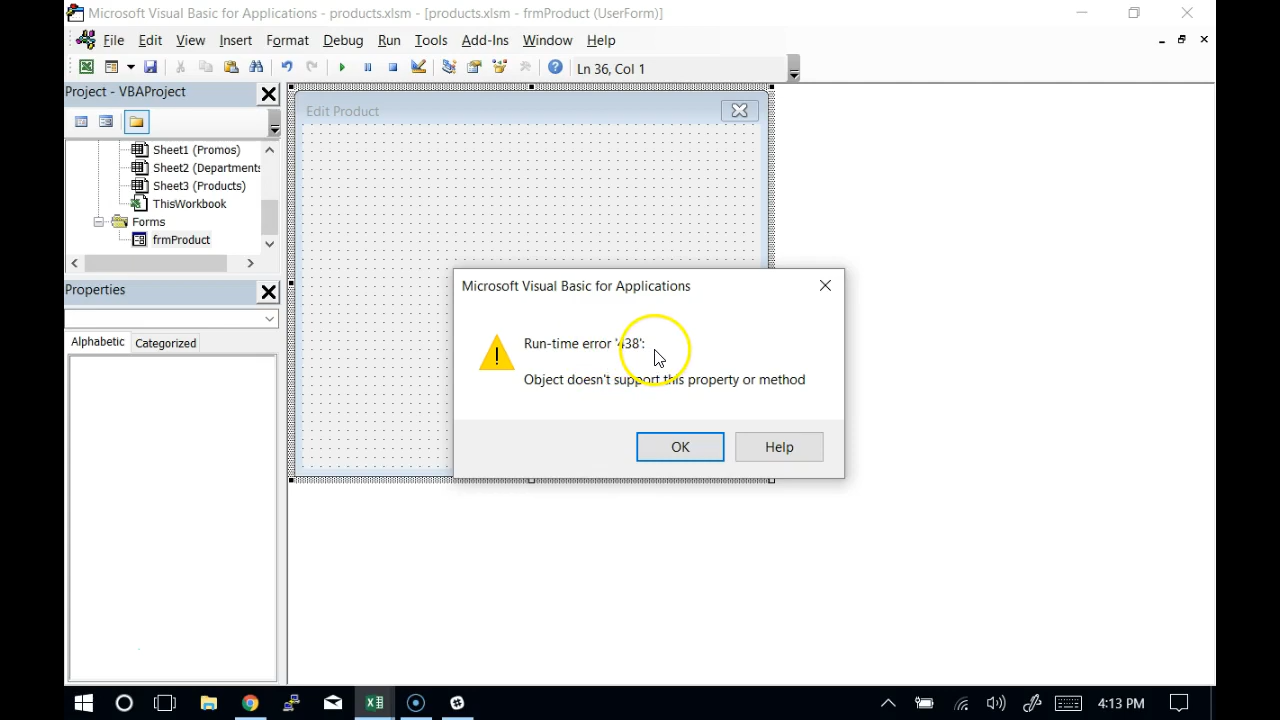 Microsoft Visual Basic for Applications - products.xlsm - [products.xlsm - frmProduct (UserForm)]
File Edit View Insert Format Debug Run Tools Add-Ins Window Help
Ln 36, Col 1
Project - VBAProject
Sheet1 (Promos)
Sheet2 (Departments
Sheet3 (Products)
ThisWorkbook
Forms
frmProduct
Properties
Alphabetic Categorized
Edit Product
Microsoft Visual Basic for Applications
Run-time error '438':
Object doesn't support this property or method
OK Help
4:13 PM